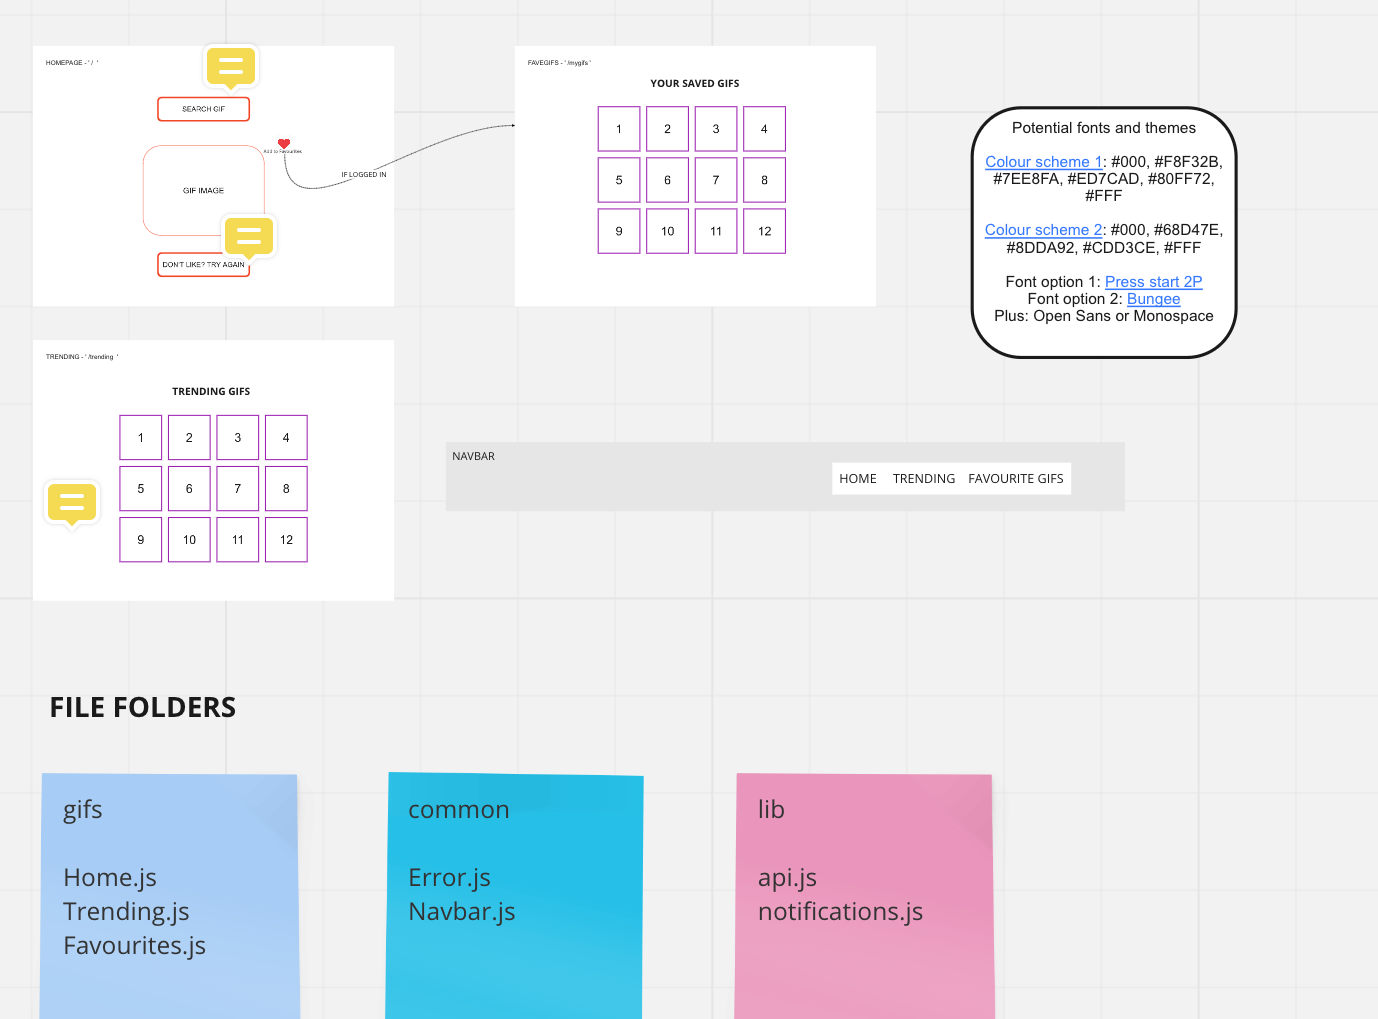 HOMEPAGE - ' / '
SEARCH GIF
Add to Favourites
GIF IMAGE
IF LOGGED IN
DON'T LIKE? TRY AGAIN
FAVEGIFS - ' /mygifs '
YOUR SAVED GIFS
1 2 3 4
5 6 7 8
9 10 11 12
Potential fonts and themes
Colour scheme 1: #000, #F8F32B,
#7EE8FA, #ED7CAD, #80FF72,
#FFF
Colour scheme 2: #000, #68D47E,
#8DDA92, #CDD3CE, #FFF
Font option 1: Press start 2P
Font option 2: Bungee
Plus: Open Sans or Monospace
TRENDING - ' /trending '
TRENDING GIFS
1 2 3 4
5 6 7 8
9 10 11 12
NAVBAR
HOME TRENDING FAVOURITE GIFS
FILE FOLDERS
gifs
Home.js
Trending.js
Favourites.js
common
Error.js
Navbar.js
lib
api.js
notifications.js